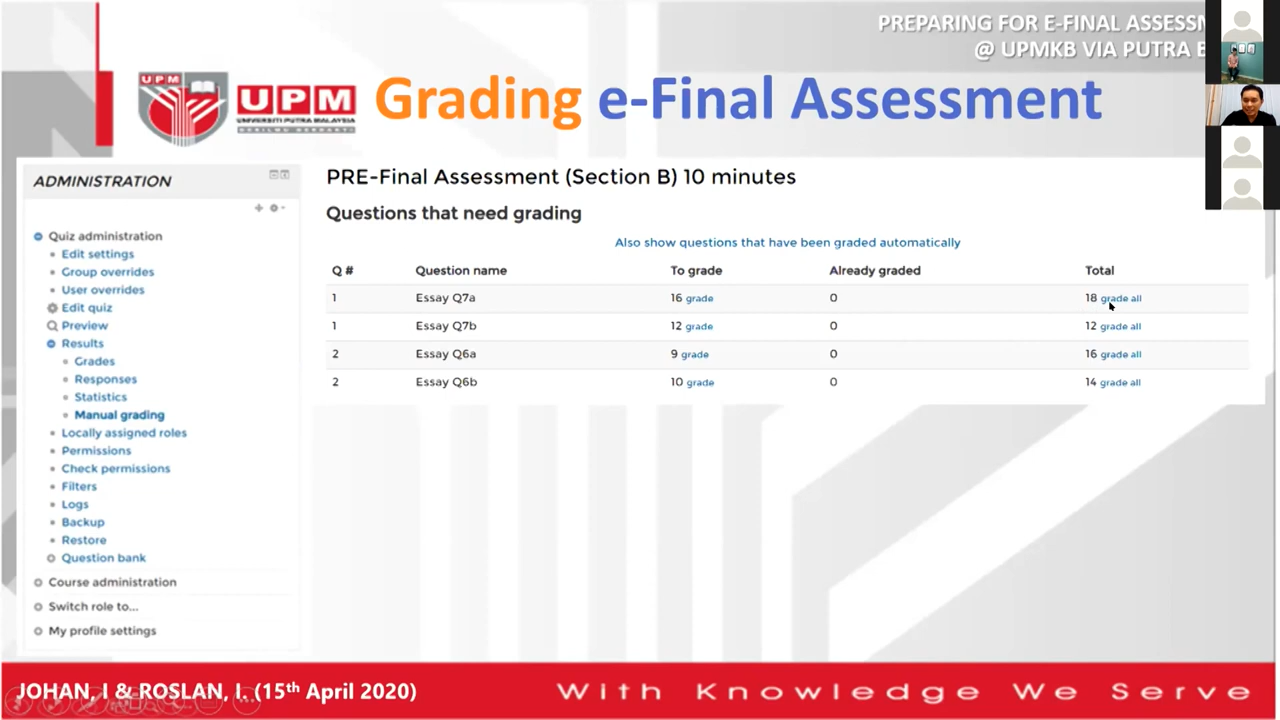 PREPARING FOR E-FINAL ASSESSM
@ UPMKB VIA PUTRA
UPM
UPM
UNIVERSITI PUTRA MALAYSIA
BERILMU BERBAKTI
Grading e-Final Assessment
ADMINISTRATION
Quiz administration
Edit settings
Group overrides
User overrides
Edit quiz
Preview
Results
Grades
Responses
Statistics
Manual grading
Locally assigned roles
Permissions
Check permissions
Filters
Logs
Backup
Restore
Question bank
Course administration
Switch role to...
My profile settings
PRE-Final Assessment (Section B) 10 minutes
Questions that need grading
Also show questions that have been graded automatically
Q # Question name To grade Already graded Total
1 Essay Q7a 16 grade 0 18 grade all
1 Essay Q7b 12 grade 0 12 grade all
2 Essay Q6a 9 grade 0 16 grade all
2 Essay Q6b 10 grade 0 14 grade all
JOHAN, I & ROSLAN, I. (15th April 2020)
With Knowledge We Serve